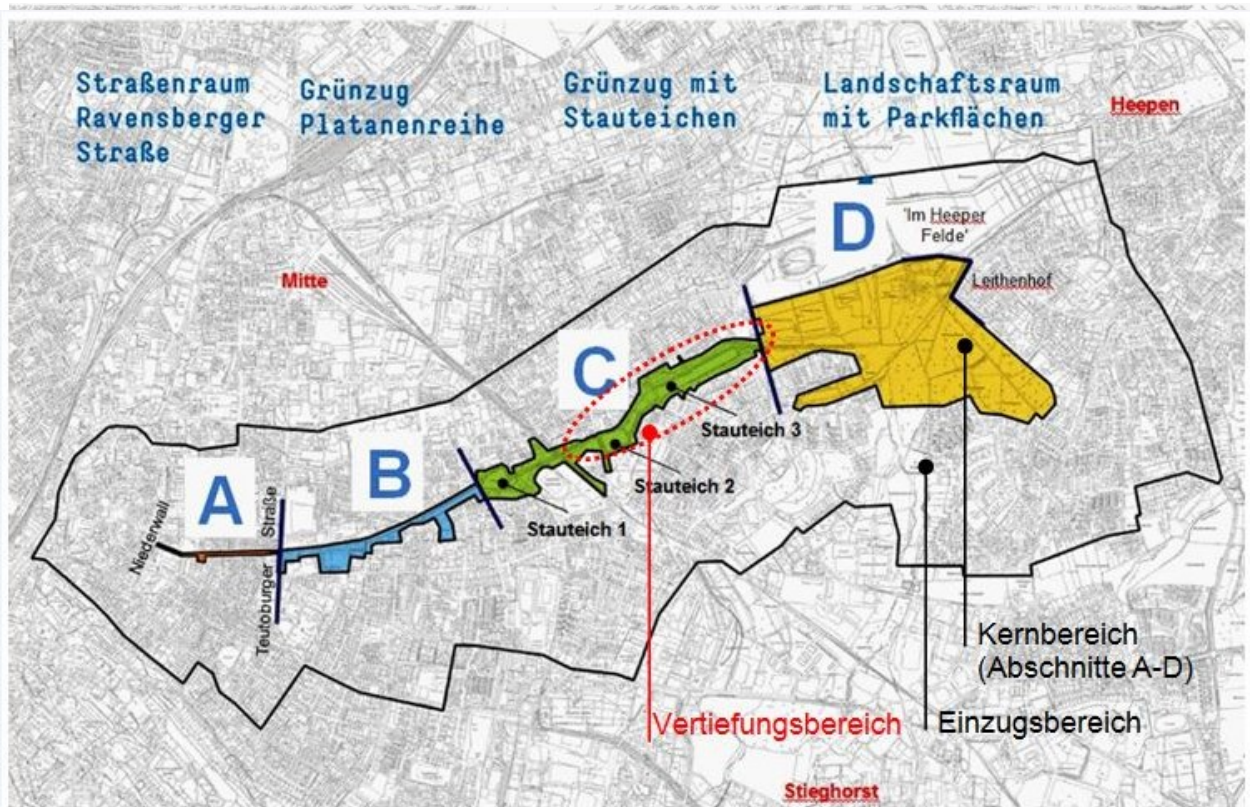 Straßenraum
Ravensberger
Straße
Grünzug
Platanenreihe
Grünzug mit
Stauteichen
Landschaftsraum
mit Parkflächen
Heepen
D
'Im Heeper
Felde'
Leithenhof
Mitte
C
Stauteich 3
B
A
Stauteich 2
Stauteich 1
Niederwall
Teutoburger Straße
Kernbereich
(Abschnitte A-D)
Vertiefungsbereich
Einzugsbereich
Stieghorst